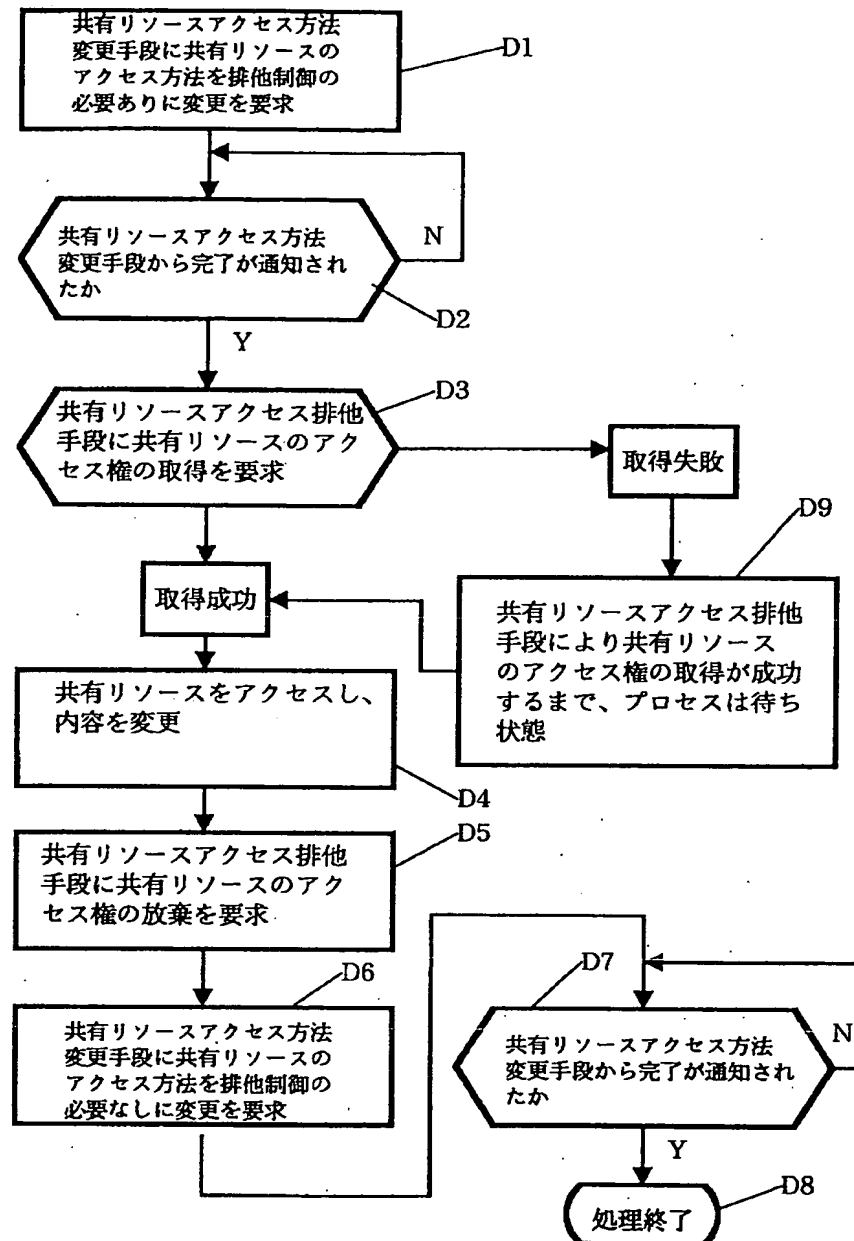 共有リソースアクセス方法
変更手段に共有リソースの
アクセス方法を排他制御の
必要ありに変更を要求
D1
共有リソースアクセス方法
変更手段から完了が通知され
たか
N
D2
Y
D3
共有リソースアクセス排他
手段に共有リソースのアク
セス権の取得を要求
取得失敗
D9
取得成功
共有リソースアクセス排他
手段により共有リソース
のアクセス権の取得が成功
するまで、プロセスは待ち
状態
共有リソースをアクセスし、
内容を変更
D4
D5
共有リソースアクセス排他
手段に共有リソースのアク
セス権の放棄を要求
D6
共有リソースアクセス方法
変更手段に共有リソースの
アクセス方法を排他制御の
必要なしに変更を要求
D7
共有リソースアクセス方法
変更手段から完了が通知され
たか
N
Y
D8
処理終了